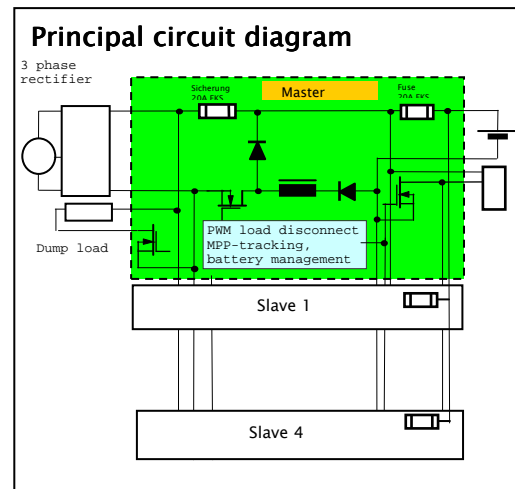 Principal circuit diagram
3 phase
rectifier
Sicherung
20A FKS
Master
Fuse
20A FKS
Dump load
PWM load disconnect
MPP-tracking,
battery management
Slave 1
Slave 4